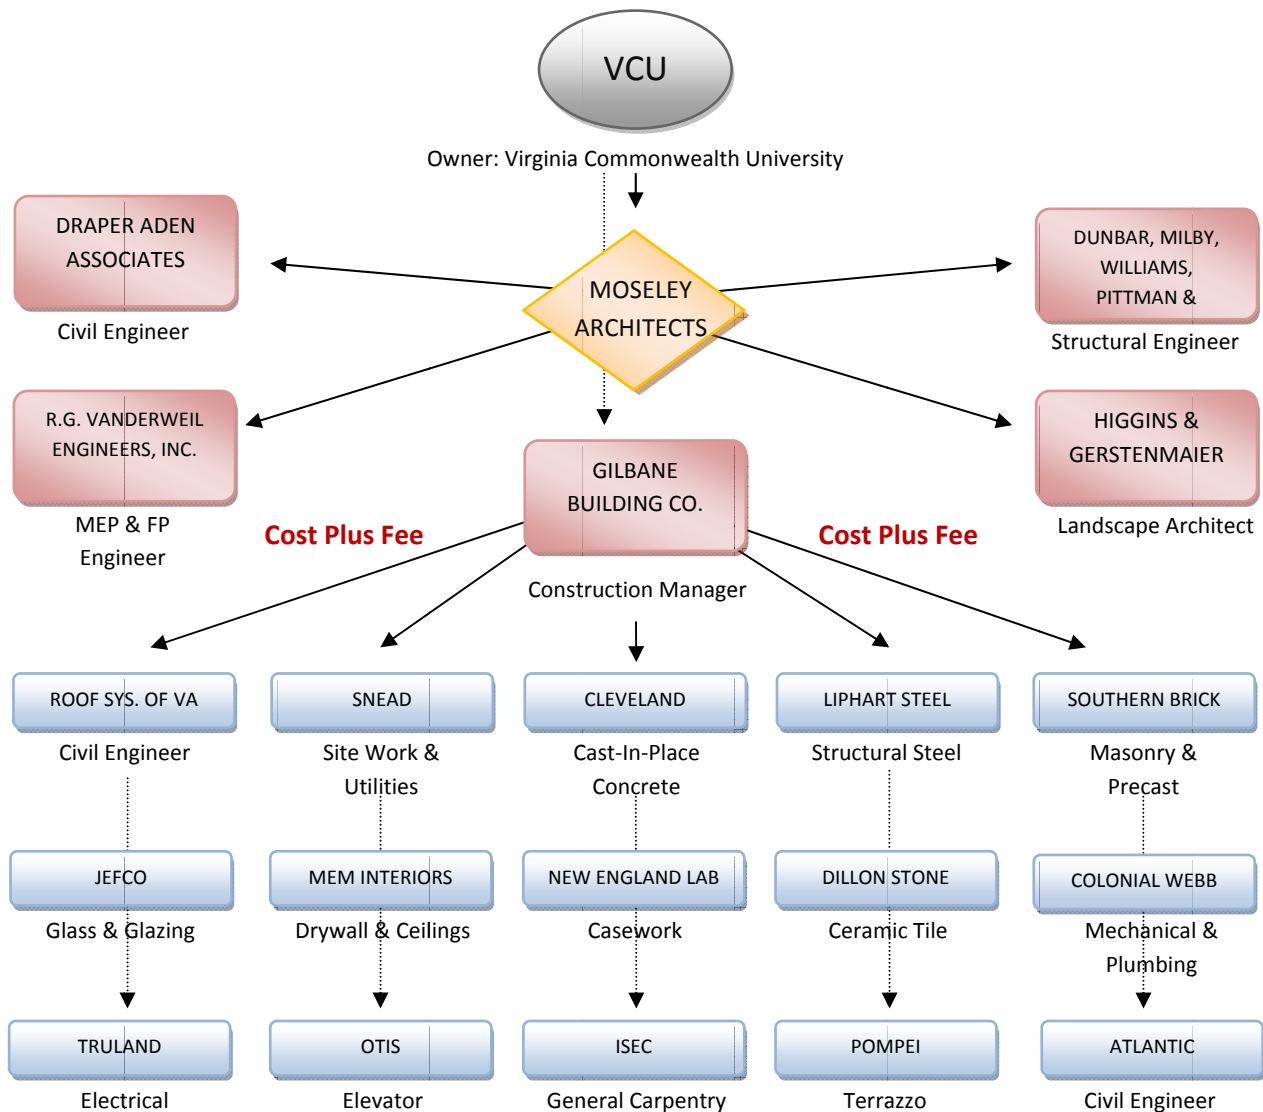 VCU
Owner: Virginia Commonwealth University
DRAPER ADEN
ASSOCIATES
Civil Engineer
MOSELEY
ARCHITECTS
DUNBAR, MILBY,
WILLIAMS,
PITTMAN &
Structural Engineer
R.G. VANDERWEIL
ENGINEERS, INC.
MEP & FP
Engineer
HIGGINS &
GERSTENMAIER
Landscape Architect
GILBANE
BUILDING CO.
Construction Manager
Cost Plus Fee
Cost Plus Fee
ROOF SYS. OF VA
Civil Engineer
SNEAD
Site Work &
Utilities
CLEVELAND
Cast-In-Place
Concrete
LIPHART STEEL
Structural Steel
SOUTHERN BRICK
Masonry &
Precast
JEFCO
Glass & Glazing
MEM INTERIORS
Drywall & Ceilings
NEW ENGLAND LAB
Casework
DILLON STONE
Ceramic Tile
COLONIAL WEBB
Mechanical &
Plumbing
TRULAND
Electrical
OTIS
Elevator
ISEC
General Carpentry
POMPEI
Terrazzo
ATLANTIC
Civil Engineer